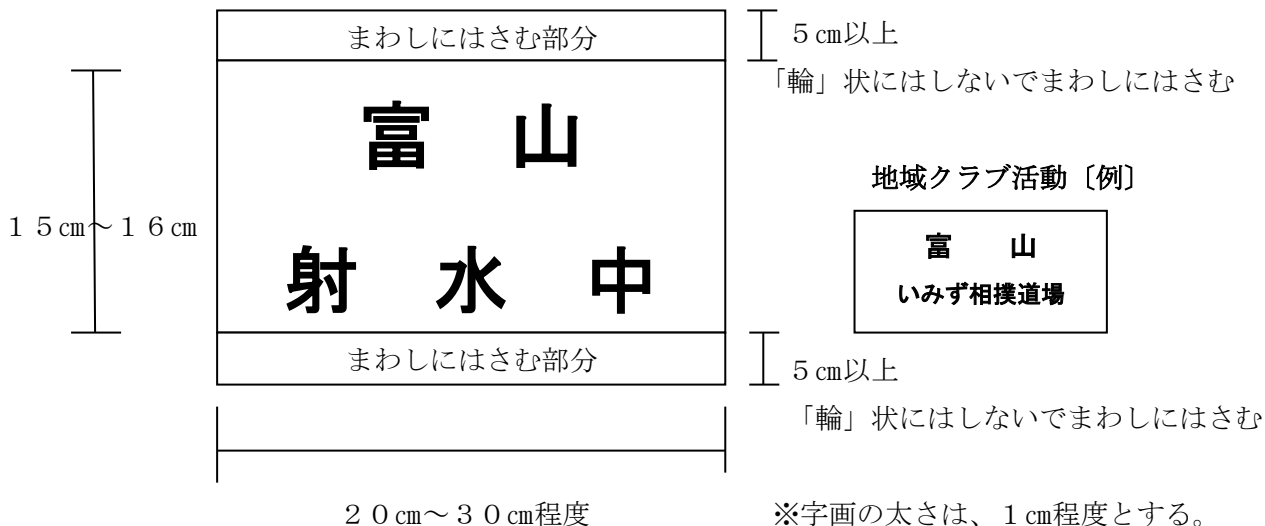 まわしにはさむ部分
５㎝以上
「輪」状にはしないでまわしにはさむ
富　山
射　水　中
１５㎝～１６㎝
地域クラブ活動〔例〕
富　　山
いみず相撲道場
まわしにはさむ部分
５㎝以上
「輪」状にはしないでまわしにはさむ
２０㎝～３０㎝程度
※字画の太さは、１㎝程度とする。